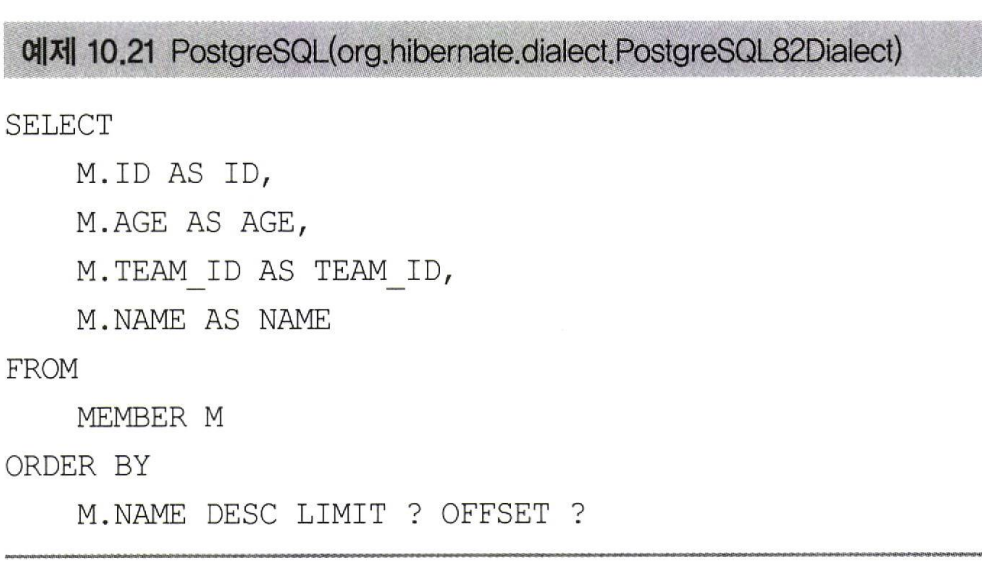 예제 10.21 PostgreSQL(org.hibernate.dialect.PostgreSQL82Dialect)
SELECT
    M.ID AS ID,
    M.AGE AS AGE,
    M.TEAM_ID AS TEAM_ID,
    M.NAME AS NAME
FROM
    MEMBER M
ORDER BY
    M.NAME DESC LIMIT ? OFFSET ?